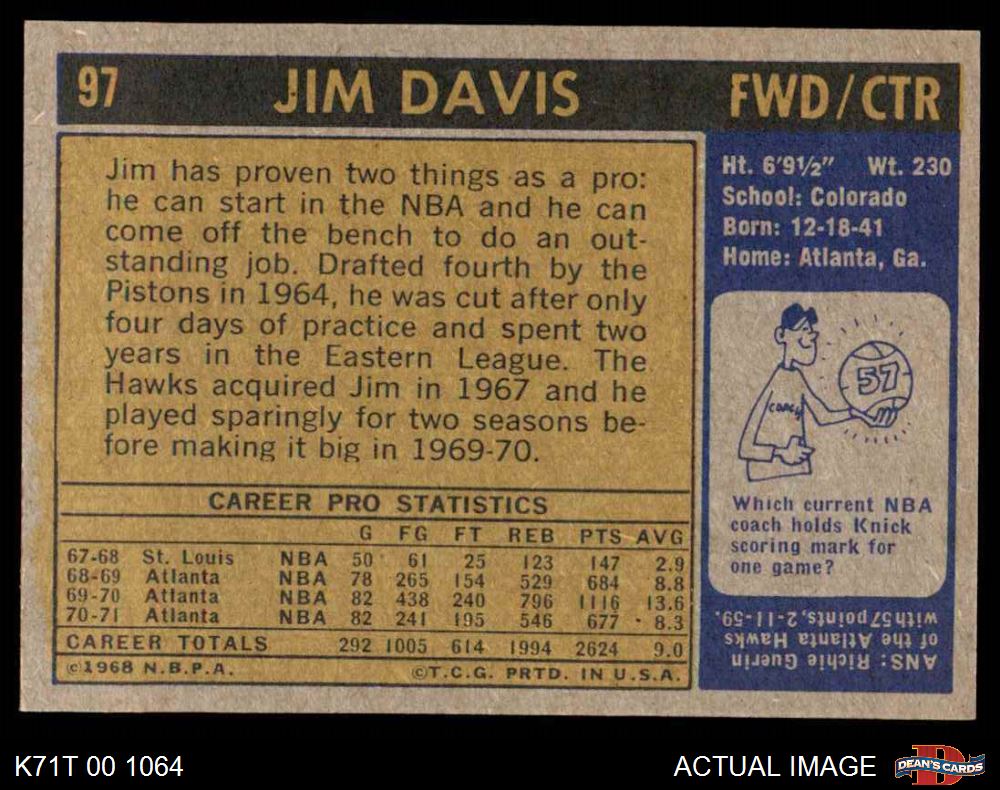 97 JIM DAVIS FWD/CTR
Jim has proven two things as a pro:
he can start in the NBA and he can
come off the bench to do an out-
standing job. Drafted fourth by the
Pistons in 1964, he was cut after only
four days of practice and spent two
years in the Eastern League. The
Hawks acquired Jim in 1967 and he
played sparingly for two seasons be-
fore making it big in 1969-70.
CAREER PRO STATISTICS
G FG FT REB PTS AVG
67-68 St. Louis NBA 50 61 25 123 147 2.9
68-69 Atlanta NBA 78 265 154 529 684 8.8
69-70 Atlanta NBA 82 438 240 796 1116 13.6
70-71 Atlanta NBA 82 241 195 546 677 8.3
CAREER TOTALS 292 1005 614 1994 2624 9.0
©1968 N.B.P.A. ©T.C.G. PRTD. IN U.S.A.
Ht. 6'9½" Wt. 230
School: Colorado
Born: 12-18-41
Home: Atlanta, Ga.
57
COACH
Which current NBA
coach holds Knick
scoring mark for
one game?
ANS: Richie Guerin
of the Atlanta Hawks
with 57 points, 2-11-59.
K71T 00 1064 ACTUAL IMAGE DEAN'S CARDS